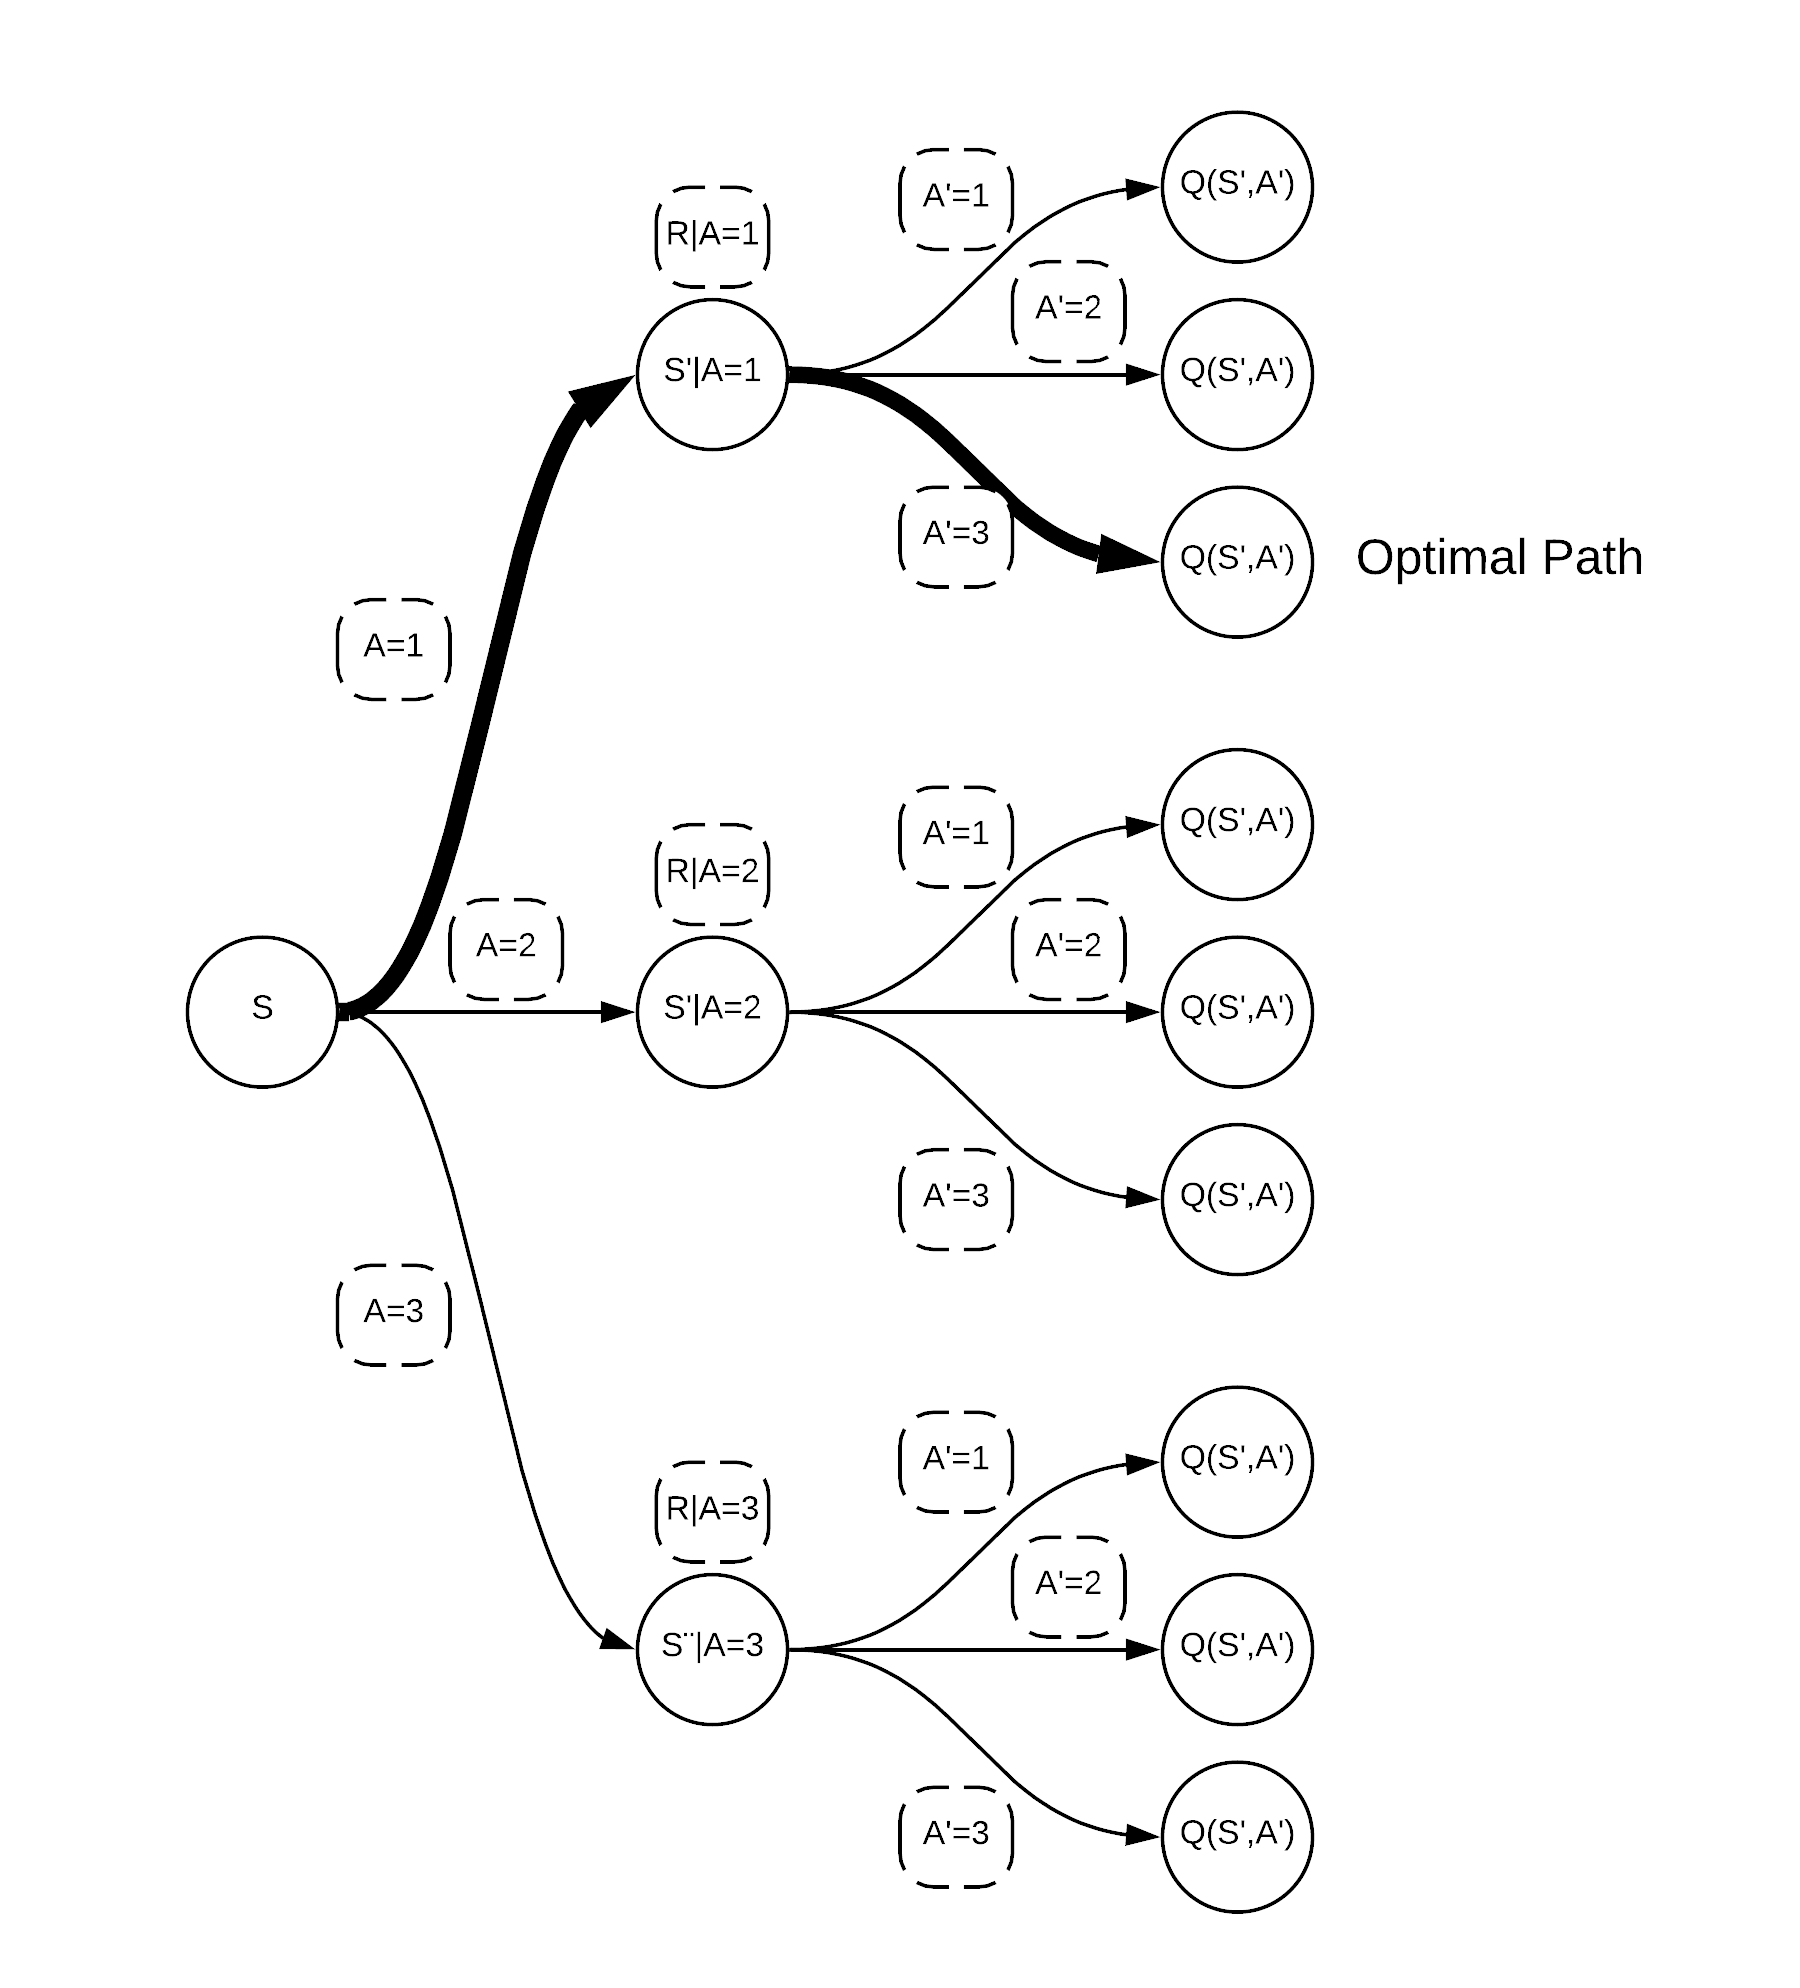 A'=1
Q(S',A')
R|A=1
A'=2
S'|A=1
Q(S',A')
A'=3
Q(S',A')
Optimal Path
A=1
A'=1
Q(S',A')
R|A=2
A=2
A'=2
S
S'|A=2
Q(S',A')
A'=3
Q(S',A')
A=3
A'=1
Q(S',A')
R|A=3
A'=2
S¨|A=3
Q(S',A')
A'=3
Q(S',A')